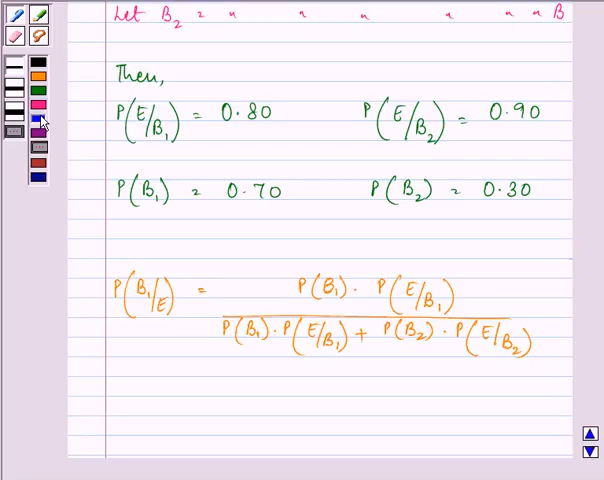 Let B₂ = " " " " " " B
Then,
P(E/B₁) = 0.80 P(E/B₂) = 0.90
P(B₁) = 0.70 P(B₂) = 0.30
P(B₁/E) = P(B₁) · P(E/B₁)
P(B₁) · P(E/B₁) + P(B₂) · P(E/B₂)